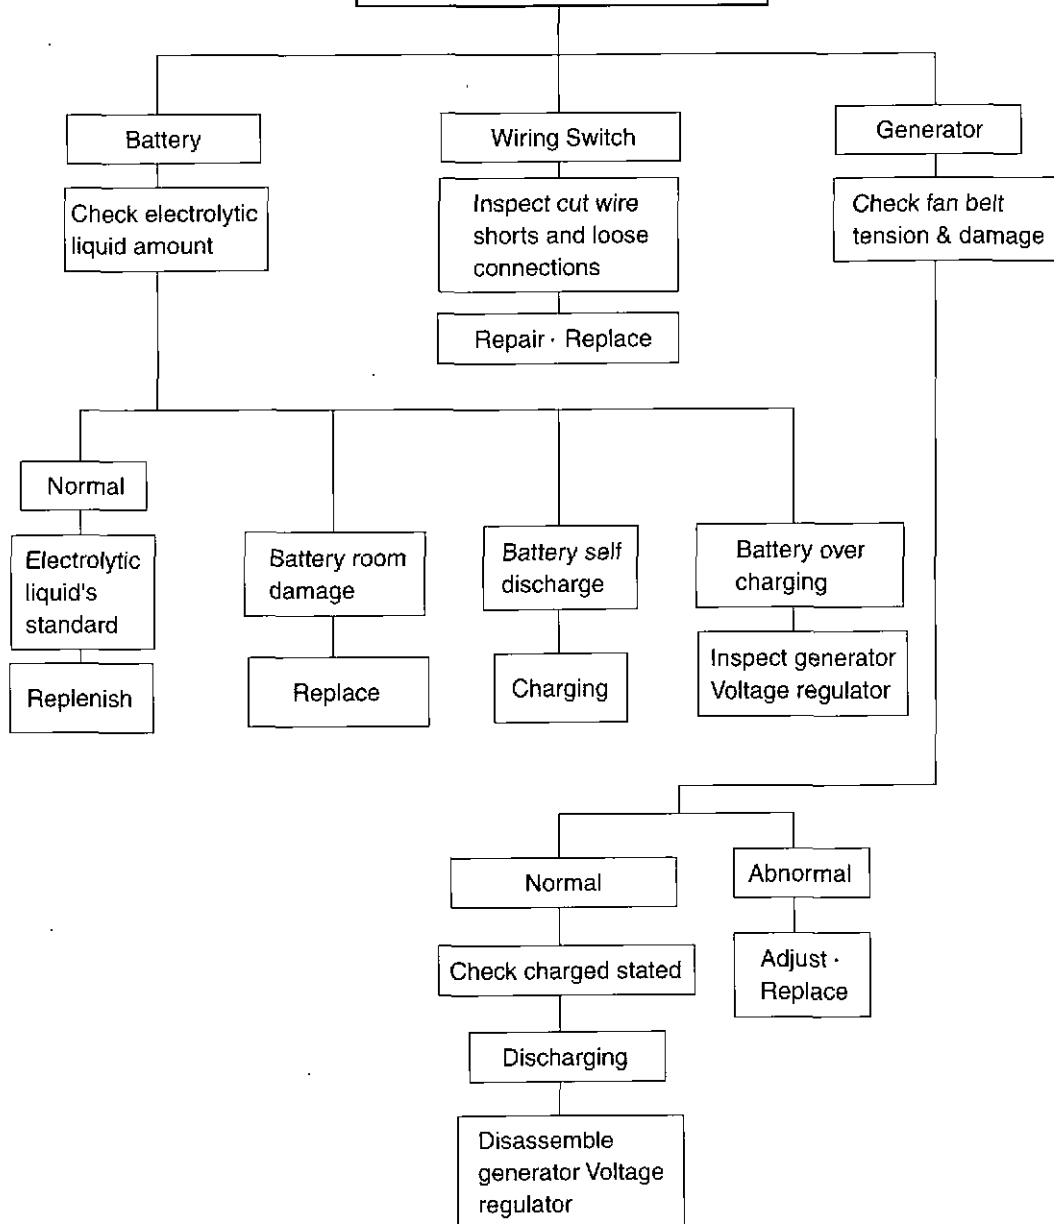 Battery
Wiring Switch
Generator
Check electrolytic
liquid amount
Inspect cut wire
shorts and loose
connections
Check fan belt
tension & damage
Repair · Replace
Normal
Electrolytic
liquid's
standard
Replenish
Battery room
damage
Replace
Battery self
discharge
Charging
Battery over
charging
Inspect generator
Voltage regulator
Normal
Abnormal
Check charged stated
Adjust ·
Replace
Discharging
Disassemble
generator Voltage
regulator